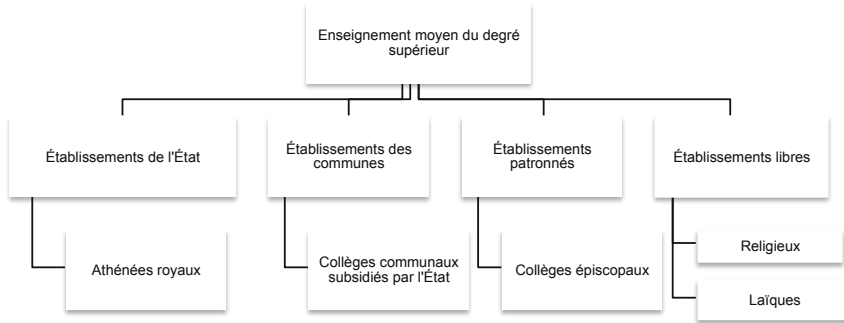 Enseignement moyen du degré
supérieur
Établissements de l'État
Établissements des
communes
Établissements
patronnés
Établissements libres
Athénées royaux
Collèges communaux
subsidiés par l'État
Collèges épiscopaux
Religieux
Laïques